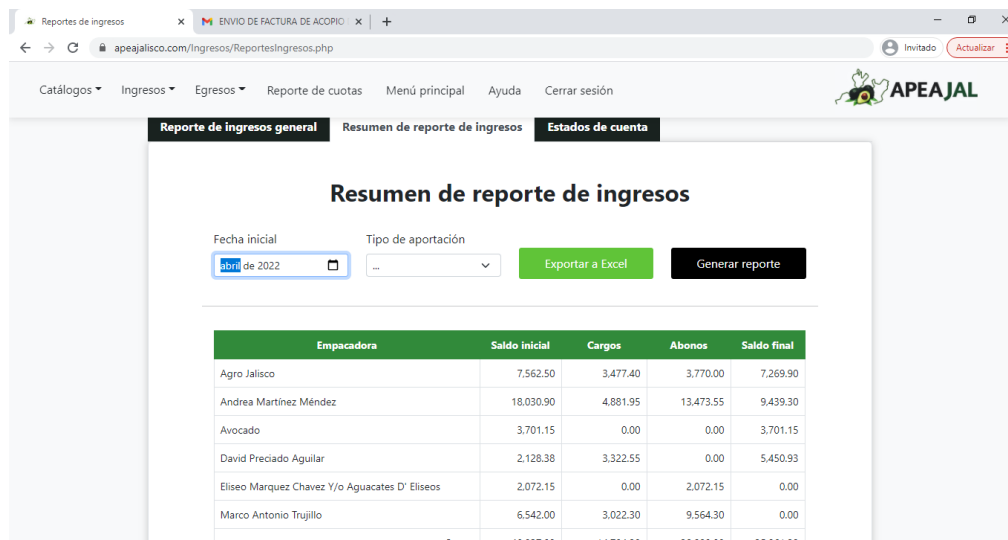 Reportes de ingresos
ENVIO DE FACTURA DE ACOPIO
apeajalisco.com/Ingresos/ReportesIngresos.php
Invitado
Actualizar
Catálogos Ingresos Egresos Reporte de cuotas Menú principal Ayuda Cerrar sesión
APEAJAL
Reporte de ingresos general Resumen de reporte de ingresos Estados de cuenta
Resumen de reporte de ingresos
Fecha inicial Tipo de aportación
abril de 2022 ... Exportar a Excel Generar reporte
Empacadora Saldo inicial Cargos Abonos Saldo final
Agro Jalisco 7,562.50 3,477.40 3,770.00 7,269.90
Andrea Martínez Méndez 18,030.90 4,881.95 13,473.55 9,439.30
Avocado 3,701.15 0.00 0.00 3,701.15
David Preciado Aguilar 2,128.38 3,322.55 0.00 5,450.93
Eliseo Marquez Chavez Y/o Aguacates D' Eliseos 2,072.15 0.00 2,072.15 0.00
Marco Antonio Trujillo 6,542.00 3,022.30 9,564.30 0.00